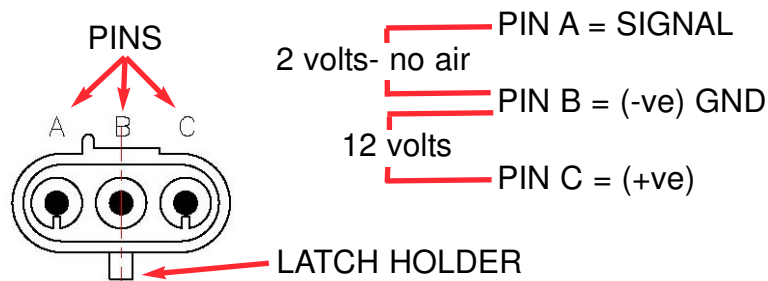 PINS
A B C
PIN A = SIGNAL
2 volts- no air
PIN B = (-ve) GND
12 volts
PIN C = (+ve)
LATCH HOLDER